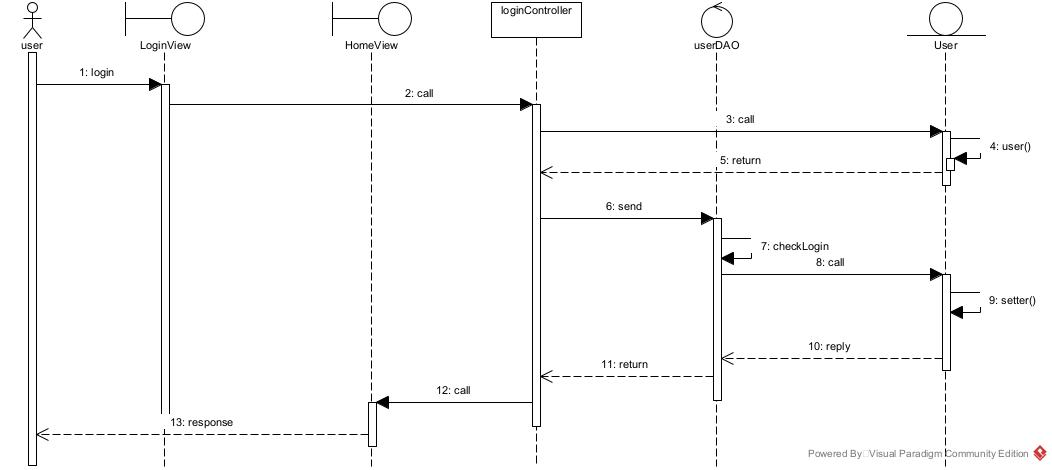 user
LoginView
HomeView
loginController
userDAO
User
1: login
2: call
3: call
4: user()
5: return
6: send
7: checkLogin
8: call
9: setter()
10: reply
11: return
12: call
13: response
Powered By Visual Paradigm Community Edition